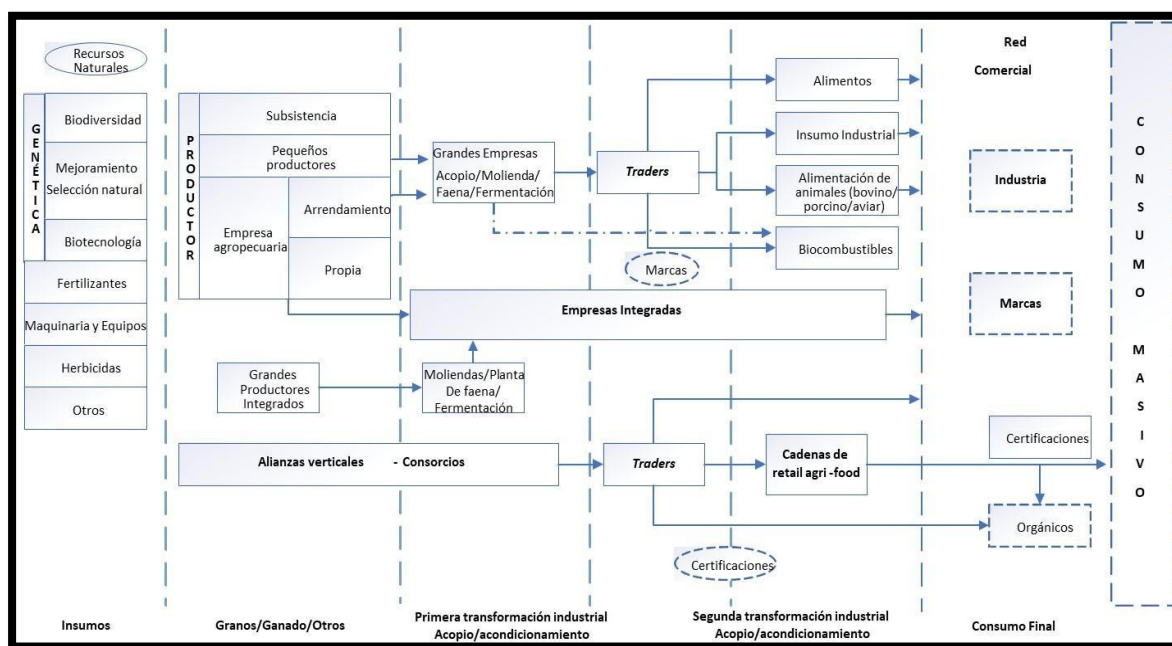 Recursos
Naturales
GENÉTICA
Biodiversidad
Mejoramiento
Selección natural
Biotecnología
Fertilizantes
Maquinaria y Equipos
Herbicidas
Otros
PRODUCTOR
Subsistencia
Pequeños
productores
Empresa
agropecuaria
Arrendamiento
Propia
Grandes
Productores
Integrados
Grandes Empresas
Acopio/Molienda/
Faena/Fermentación
Traders
Marcas
Alimentos
Insumo Industrial
Alimentación de
animales (bovino/
porcino/aviar)
Biocombustibles
Empresas Integradas
Moliendas/Planta
De faena/
Fermentación
Alianzas verticales - Consorcios
Traders
Cadenas de
retail agri -food
Certificaciones
Red
Comercial
Industria
Marcas
Certificaciones
Orgánicos
CONSUMO MASIVO
Insumos
Granos/Ganado/Otros
Primera transformación industrial
Acopio/acondicionamiento
Segunda transformación industrial
Acopio/acondicionamiento
Consumo Final